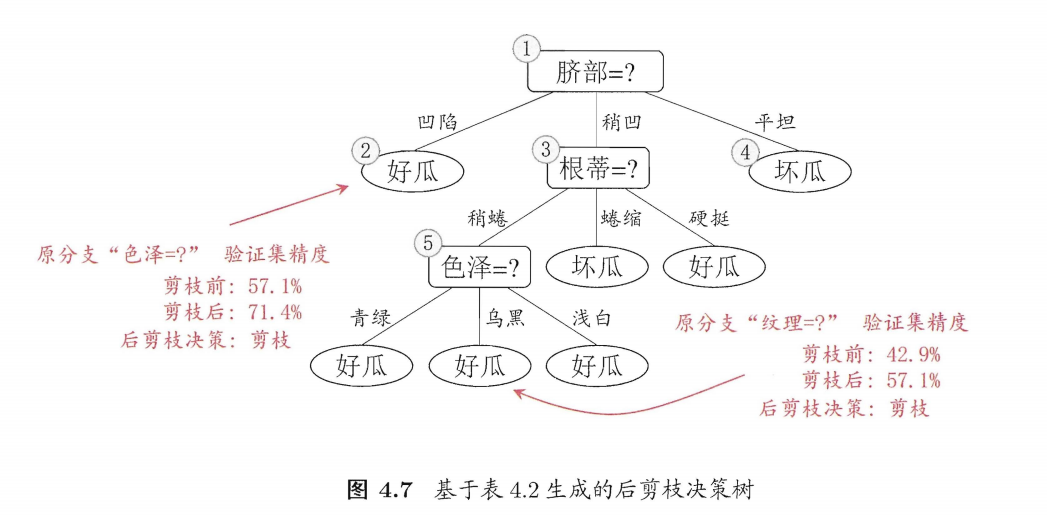 ①
脐部=?
凹陷
稍凹
平坦
②
好瓜
③
根蒂=?
④
坏瓜
稍蜷
蜷缩
硬挺
⑤
色泽=?
坏瓜
好瓜
原分支“色泽=?” 验证集精度
剪枝前: 57.1%
剪枝后: 71.4%
后剪枝决策: 剪枝
青绿
乌黑
浅白
好瓜
好瓜
好瓜
原分支“纹理=?” 验证集精度
剪枝前: 42.9%
剪枝后: 57.1%
后剪枝决策: 剪枝
图 4.7 基于表 4.2 生成的后剪枝决策树